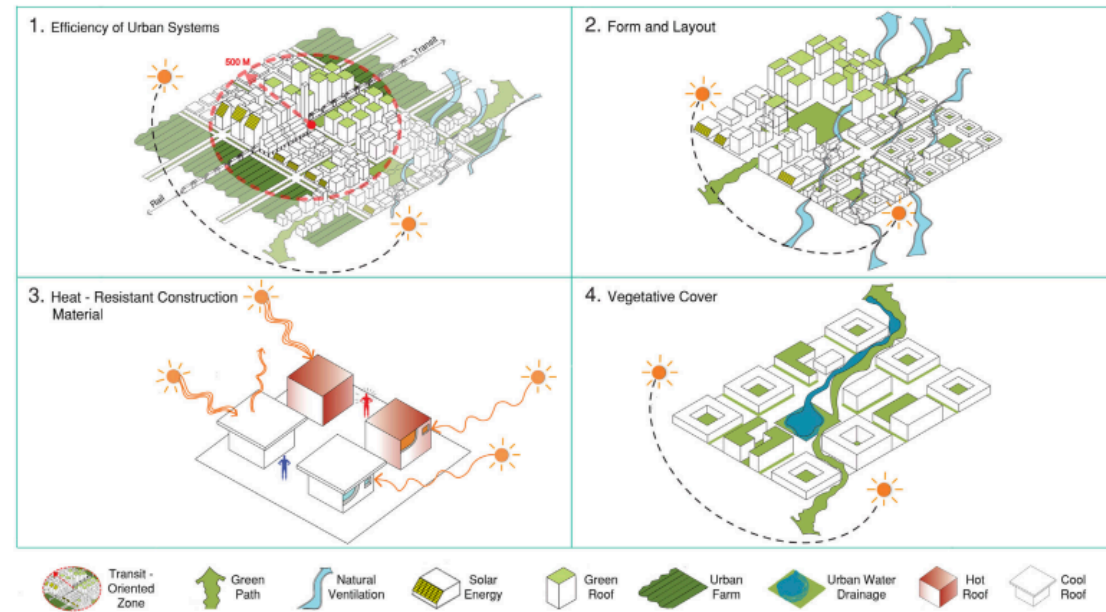 1. Efficiency of Urban Systems
500 M
Transit
Rail
2. Form and Layout
3. Heat - Resistant Construction
Material
4. Vegetative Cover
Transit -
Oriented
Zone
Green
Path
Natural
Ventilation
Solar
Energy
Green
Roof
Urban
Farm
Urban Water
Drainage
Hot
Roof
Cool
Roof